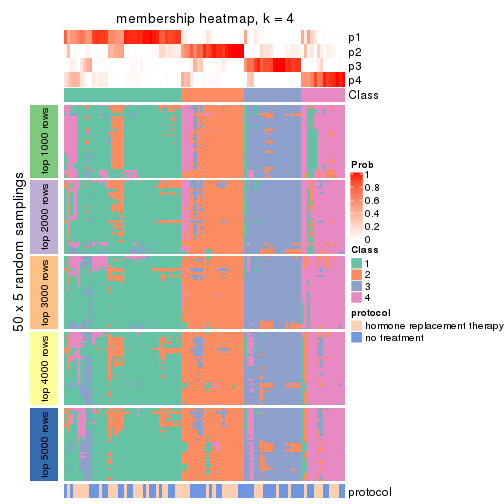 membership heatmap, k = 4
p1
p2
p3
p4
Class
50 x 5 random samplings
top 1000 rows
top 2000 rows
top 3000 rows
top 4000 rows
top 5000 rows
protocol
Prob
1
0.8
0.6
0.4
0.2
0
Class
1
2
3
4
protocol
hormone replacement therapy
no treatment